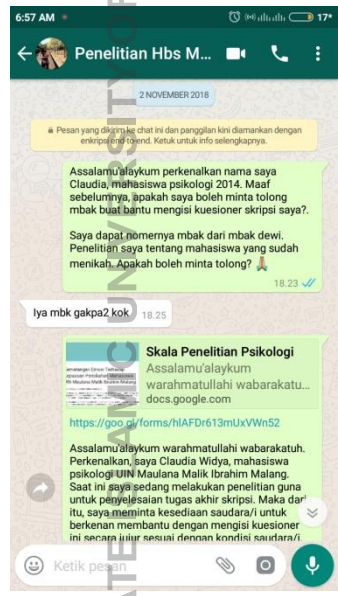 6:57 AM
17+
Penelitian Hbs M...
2 NOVEMBER 2018
Pesan yang dikirim ke chat ini dan panggilan kini diamankan dengan
enkripsi end-to-end. Ketuk untuk info selengkapnya.
Assalamu'alaykum perkenalkan nama saya
Claudia, mahasiswa psikologi 2014. Maaf
sebelumnya, apakah saya boleh minta tolong
mbak buat bantu mengisi kuesioner skripsi saya?.
Saya dapat nomernya mbak dari mbak dewi.
Penelitian saya tentang mahasiswa yang sudah
menikah. Apakah boleh minta tolong? 🙏
18.23
Iya mbk gakpa2 kok
18.25
Skala Penelitian Psikologi
Assalamu'alaykum
warahmatullahi wabarakatu...
docs.google.com
https://goo.gl/forms/hlAFDr613mUxVWn52
Assalamu'alaykum warahmatullahi wabarakatuh.
Perkenalkan, saya Claudia Widya, mahasiswa
psikologi UIN Maulana Malik Ibrahim Malang.
Saat ini saya sedang melakukan penelitian guna
untuk penyelesaian tugas akhir skripsi. Maka dari
itu, saya meminta kesediaan saudara/i untuk
berkenan membantu dengan mengisi kuesioner
ini secara jujur sesuai dengan kondisi saudara/i
Ketik pesan
ATE ISLAMIC UNIVERSITY O